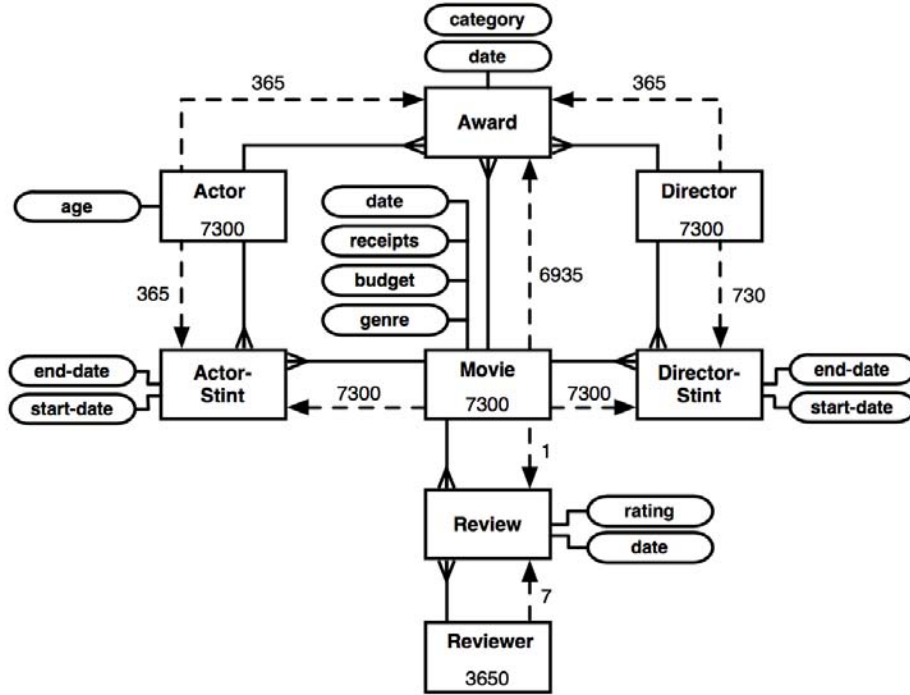 category
date
365
365
Award
Actor
7300
Director
7300
age
date
receipts
budget
genre
6935
365
730
end-date
start-date
Actor-
Stint
Movie
7300
Director-
Stint
end-date
start-date
7300
7300
1
Review
rating
date
7
Reviewer
3650